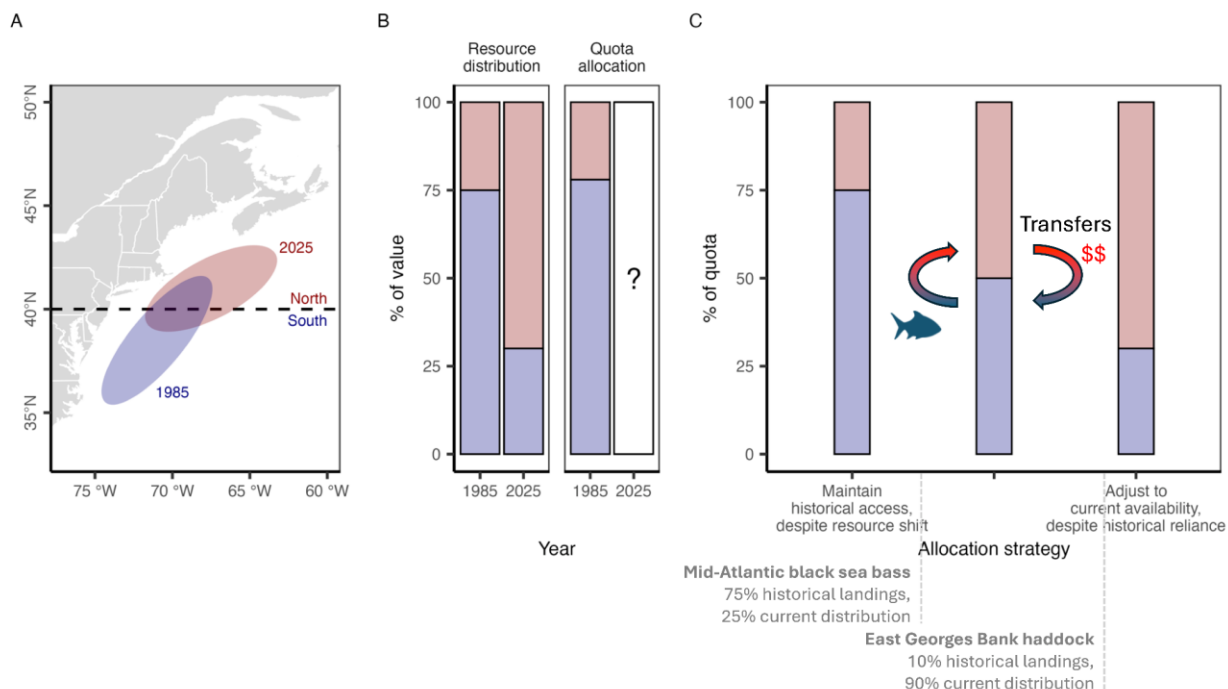 A
50°N
45°N
40°N
35°N
75 °W
70 °W
65 °W
60 °W
2025
North
South
1985
B
Resource
distribution
Quota
allocation
% of value
100
75
50
25
0
?
1985
2025
1985
2025
Year
C
% of quota
100
75
50
25
0
Transfers
$$
Maintain
historical access,
despite resource shift
Adjust to
current availability,
despite historical reliance
Allocation strategy
Mid-Atlantic black sea bass
75% historical landings,
25% current distribution
East Georges Bank haddock
10% historical landings,
90% current distribution